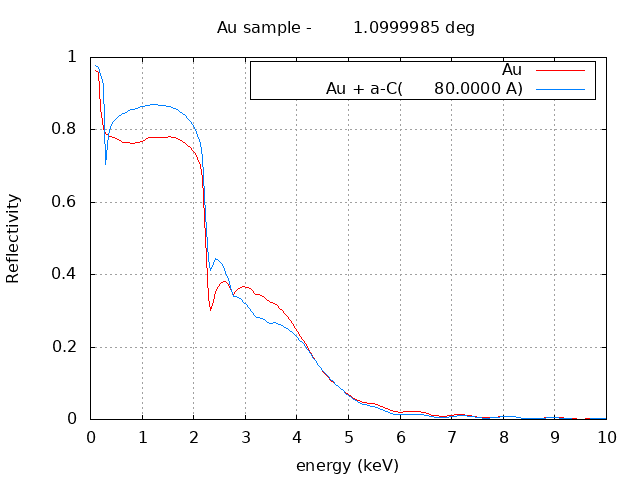 Au sample -        1.0999985 deg
1
Au
Au + a-C(      80.0000 A)
0.8
0.6
0.4
0.2
0
Reflectivity
0 1 2 3 4 5 6 7 8 9 10
energy (keV)